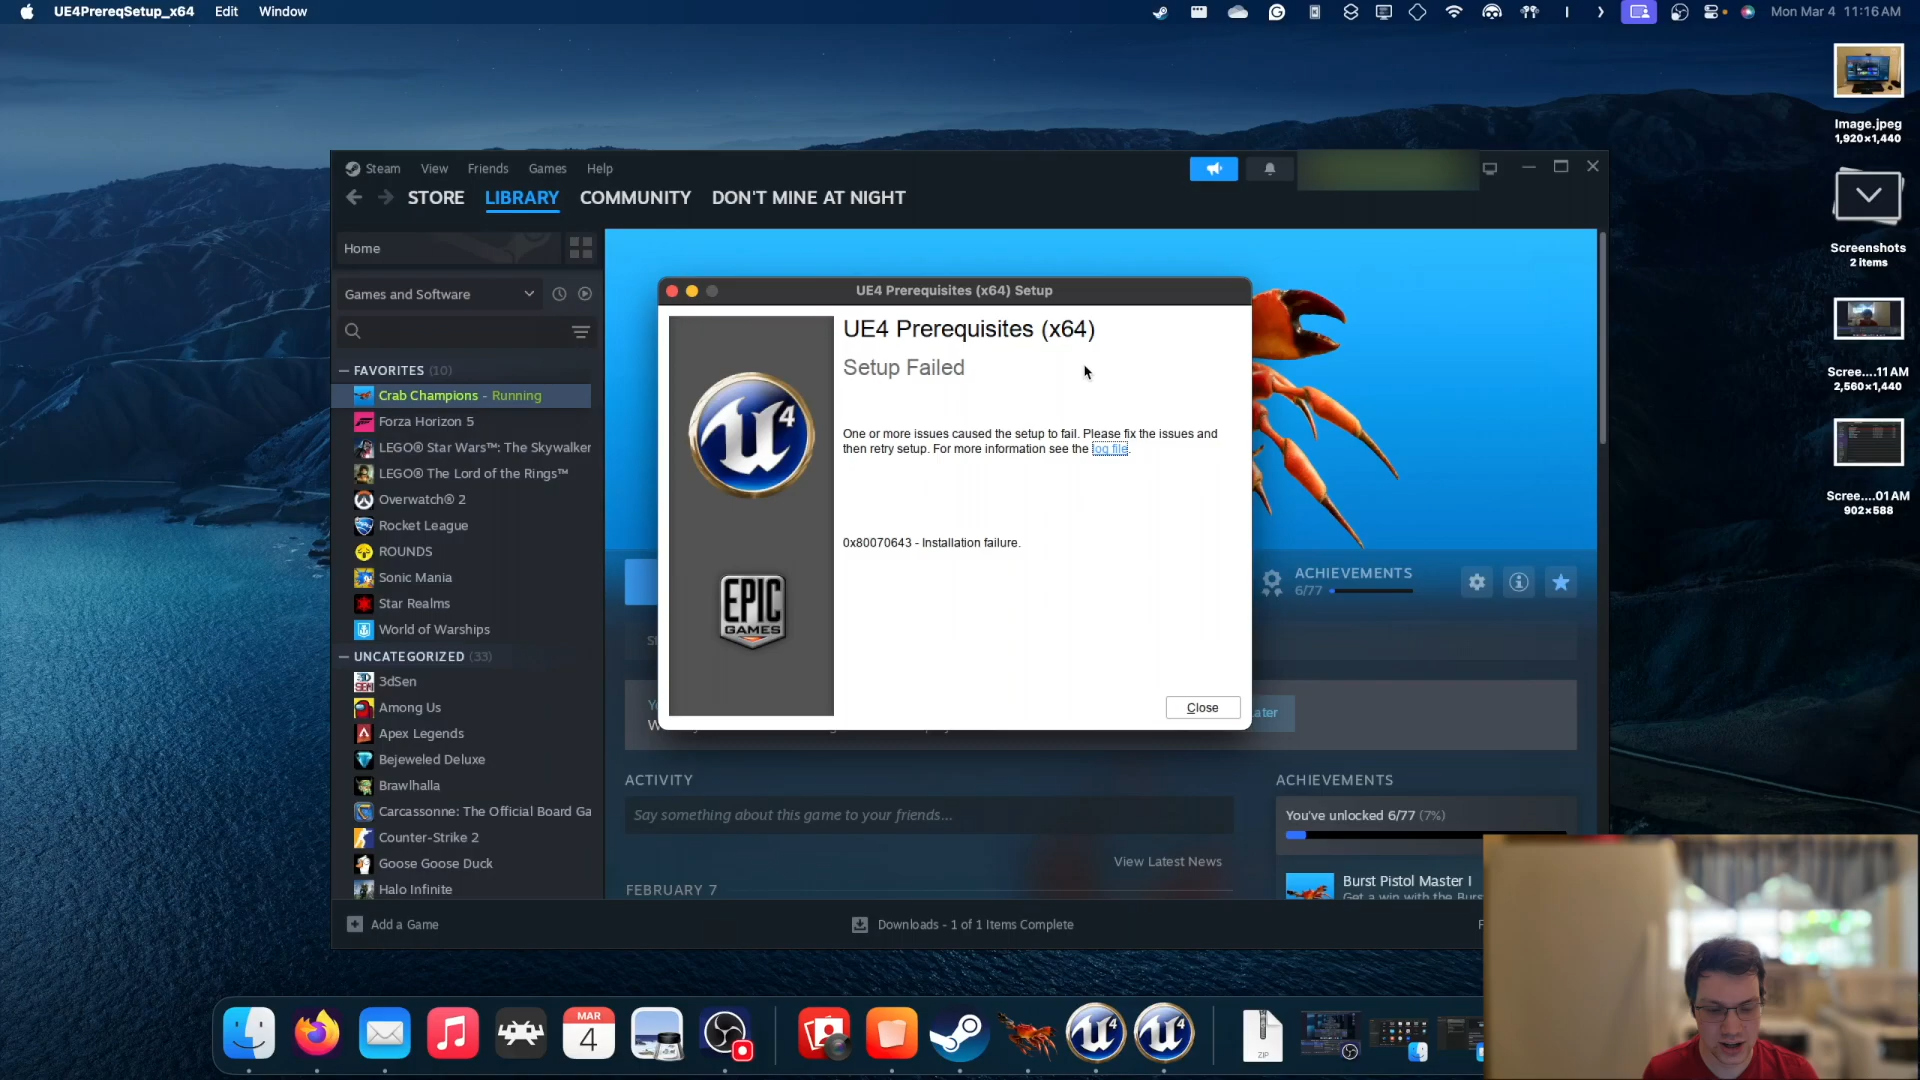 UE4PrereqSetup_x64 Edit Window
Mon Mar 4 11:16 AM
Image.jpeg
1,920×1,440
Screenshots
2 items
Scree....11 AM
2,560×1,440
Scree....01 AM
902×588
Steam View Friends Games Help
STORE LIBRARY COMMUNITY DON'T MINE AT NIGHT
Home
Games and Software
FAVORITES (10)
Crab Champions - Running
Forza Horizon 5
LEGO® Star Wars™: The Skywalker
LEGO® The Lord of the Rings™
Overwatch® 2
Rocket League
ROUNDS
Sonic Mania
Star Realms
World of Warships
UNCATEGORIZED (33)
3dSen
Among Us
Apex Legends
Bejeweled Deluxe
Brawlhalla
Carcassonne: The Official Board Ga
Counter-Strike 2
Goose Goose Duck
Halo Infinite
Add a Game
UE4 Prerequisites (x64) Setup
UE4 Prerequisites (x64)
Setup Failed
One or more issues caused the setup to fail. Please fix the issues and
then retry setup. For more information see the log file.
0x80070643 - Installation failure.
EPIC
GAMES
Close
ACHIEVEMENTS
6/77
ACTIVITY
Say something about this game to your friends...
View Latest News
FEBRUARY 7
ACHIEVEMENTS
You've unlocked 6/77 (7%)
Burst Pistol Master I
Get a win with the Burs
Downloads - 1 of 1 Items Complete
MAR
4
ZIP